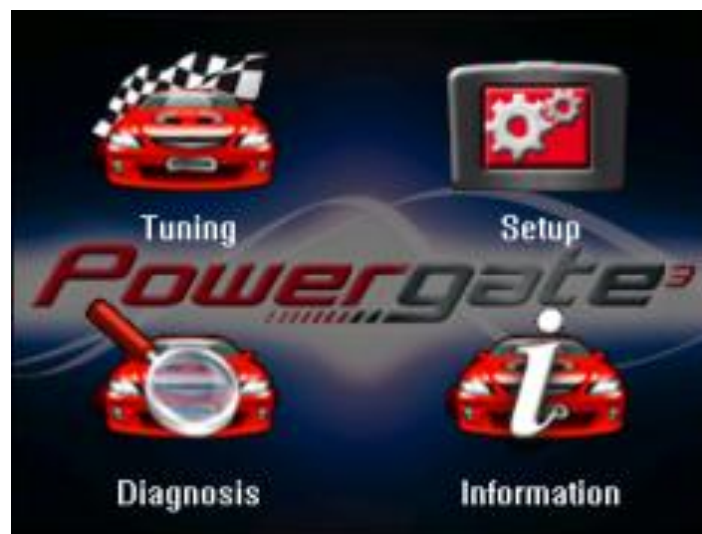 Tuning
Setup
Powergate3
Diagnosis
Information